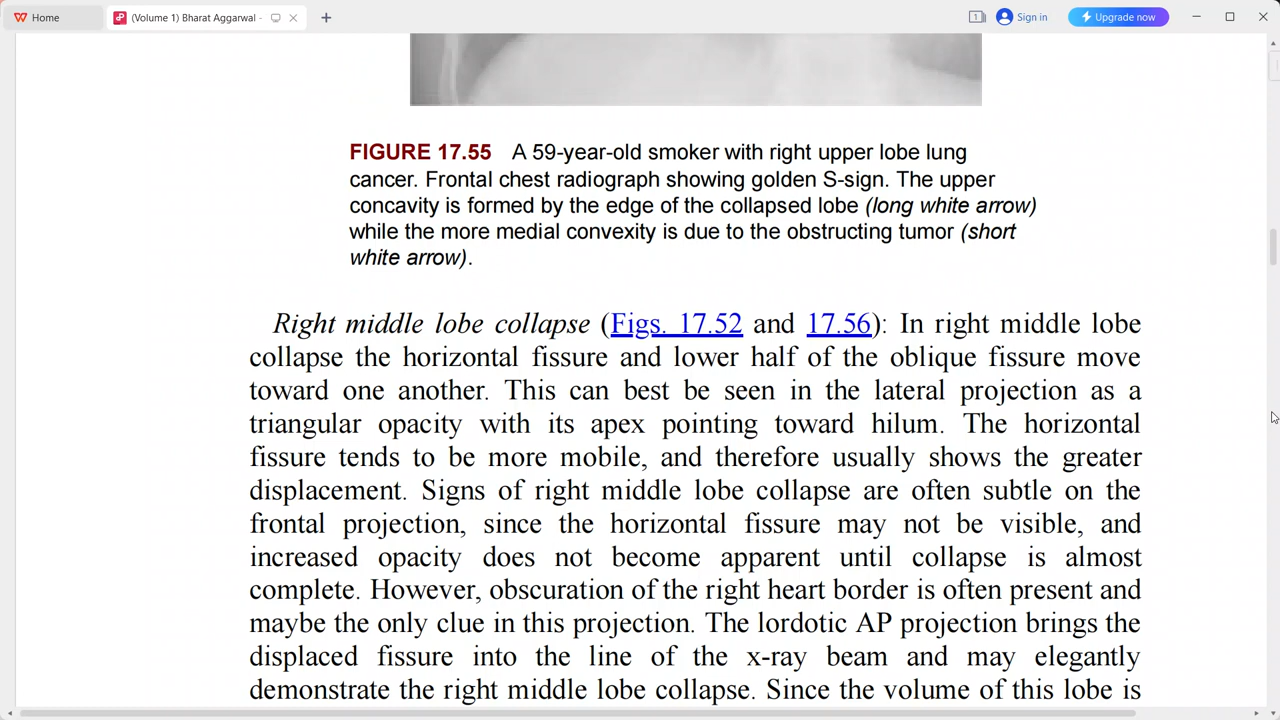 Home
(Volume 1) Bharat Aggarwal -
1
Sign in
Upgrade now
FIGURE 17.55 A 59-year-old smoker with right upper lobe lung
cancer. Frontal chest radiograph showing golden S-sign. The upper
concavity is formed by the edge of the collapsed lobe (long white arrow)
while the more medial convexity is due to the obstructing tumor (short
white arrow).
Right middle lobe collapse (Figs. 17.52 and 17.56): In right middle lobe
collapse the horizontal fissure and lower half of the oblique fissure move
toward one another. This can best be seen in the lateral projection as a
triangular opacity with its apex pointing toward hilum. The horizontal
fissure tends to be more mobile, and therefore usually shows the greater
displacement. Signs of right middle lobe collapse are often subtle on the
frontal projection, since the horizontal fissure may not be visible, and
increased opacity does not become apparent until collapse is almost
complete. However, obscuration of the right heart border is often present and
maybe the only clue in this projection. The lordotic AP projection brings the
displaced fissure into the line of the x-ray beam and may elegantly
demonstrate the right middle lobe collapse. Since the volume of this lobe is